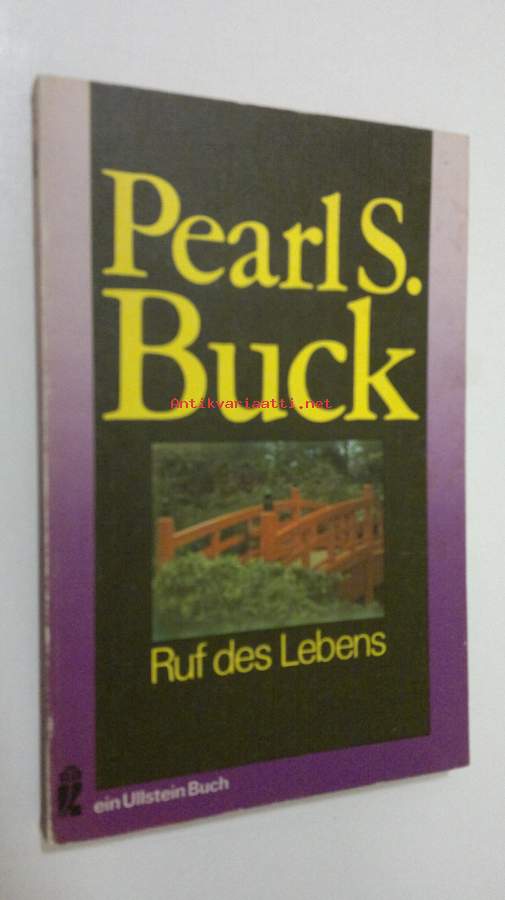 Pearl S.
Buck
Antikvariaatti.net
Ruf des Lebens
ein Ullstein Buch